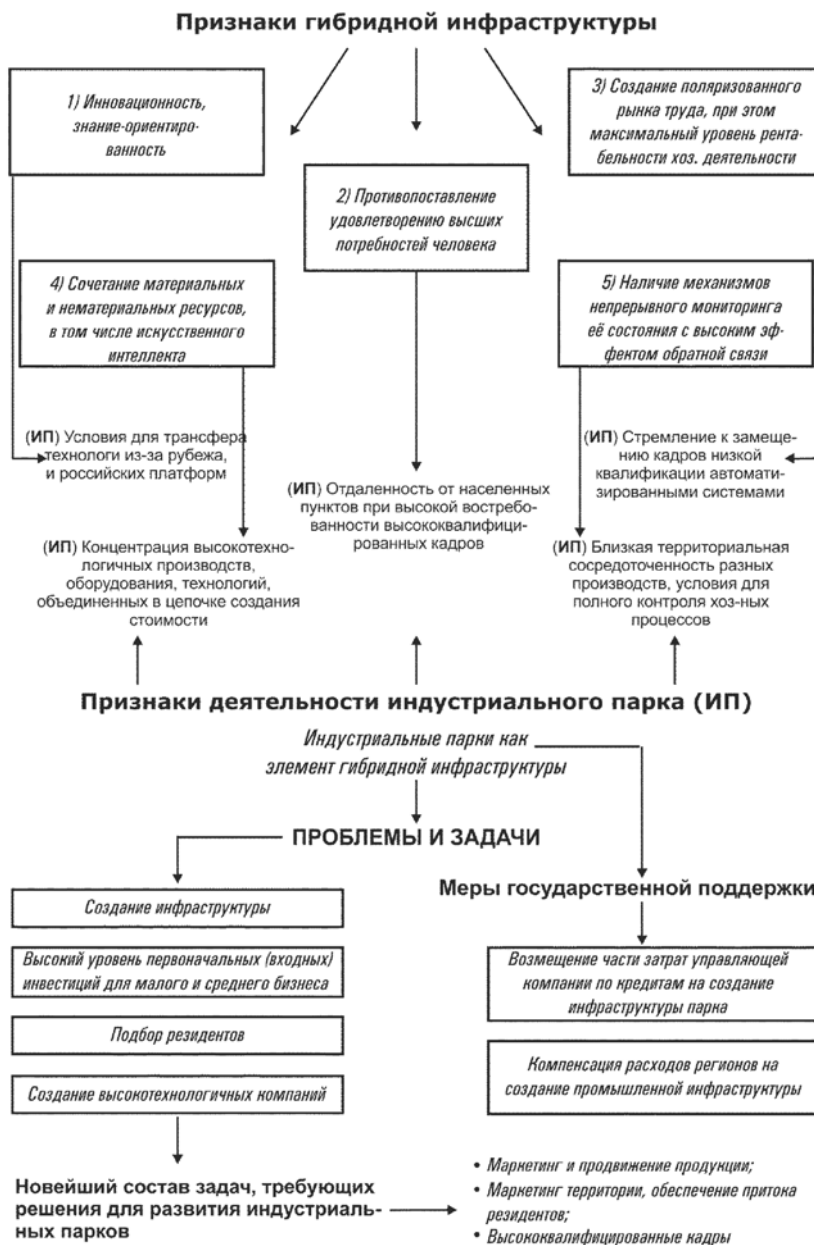 Признаки гибридной инфраструктуры
1) Инновационность,
знание-ориентиро-
ванность
3) Создание поляризованного
рынка труда, при этом
максимальный уровень рента-
бельности хоз. деятельности
2) Противопоставление
удовлетворению высших
потребностей человека
4) Сочетание материальных
и нематериальных ресурсов,
в том числе искусственного
интеллекта
5) Наличие механизмов
непрерывного мониторинга
её состояния с высоким эф-
фектом обратной связи
(ИП) Условия для трансфера
технологи из-за рубежа,
и российских платформ
(ИП) Стремление к замеще-
нию кадров низкой
квалификации автомати-
зированными системами
(ИП) Отдаленность от населенных
пунктов при высокой востребо-
ванности высококвалифици-
рованных кадров
(ИП) Концентрация высокотехно-
логичных производств,
оборудования, технологий,
объединенных в цепочке создания
стоимости
(ИП) Близкая территориальная
сосредоточенность разных
производств, условия для
полного контроля хоз-ных
процессов
Признаки деятельности индустриального парка (ИП)
Индустриальные парки как
элемент гибридной инфраструктуры
ПРОБЛЕМЫ И ЗАДАЧИ
Меры государственной поддержки
Создание инфраструктуры
Высокий уровень первоначальных (входных)
инвестиций для малого и среднего бизнеса
Подбор резидентов
Создание высокотехнологичных компаний
Возмещение части затрат управляющей
компании по кредитам на создание
инфраструктуры парка
Компенсация расходов регионов на
создание промышленной инфраструктуры
Новейший состав задач, требующих
решения для развития индустриаль-
ных парков
• Маркетинг и продвижение продукции;
• Маркетинг территории, обеспечение притока
резидентов;
• Высококвалифицированные кадры